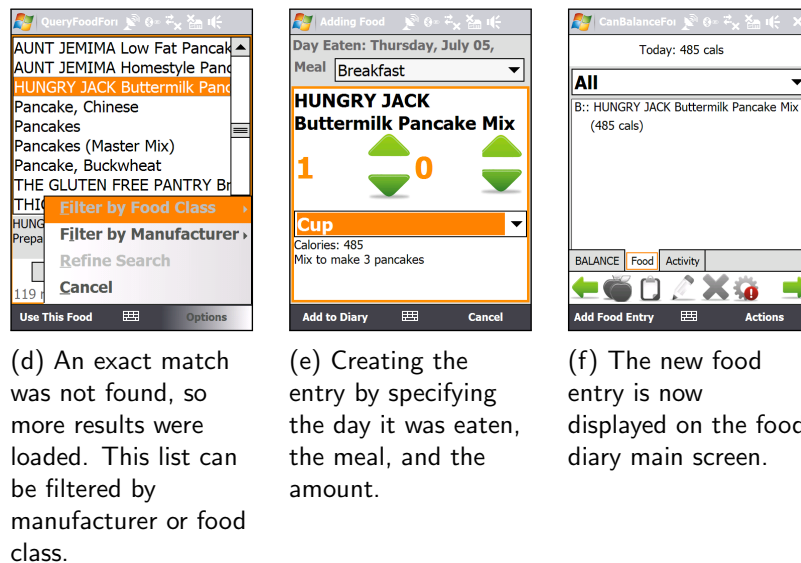 QueryFoodFor
AUNT JEMIMA Low Fat Pancak
AUNT JEMIMA Homestyle Panc
HUNGRY JACK Buttermilk Panc
Pancake, Chinese
Pancakes
Pancakes (Master Mix)
Pancake, Buckwheat
THE GLUTEN FREE PANTRY Br
THI
HUNG
Prepa
119 r
Filter by Food Class
Filter by Manufacturer
Refine Search
Cancel
Use This Food
Options
Adding Food
Day Eaten: Thursday, July 05,
Meal Breakfast
HUNGRY JACK
Buttermilk Pancake Mix
1 0
Cup
Calories: 485
Mix to make 3 pancakes
Add to Diary
Cancel
CanBalanceFor
Today: 485 cals
All
B:: HUNGRY JACK Buttermilk Pancake Mix
(485 cals)
BALANCE Food Activity
Add Food Entry
Actions
(d) An exact match
was not found, so
more results were
loaded. This list can
be filtered by
manufacturer or food
class.
(e) Creating the
entry by specifying
the day it was eaten,
the meal, and the
amount.
(f) The new food
entry is now
displayed on the food
diary main screen.